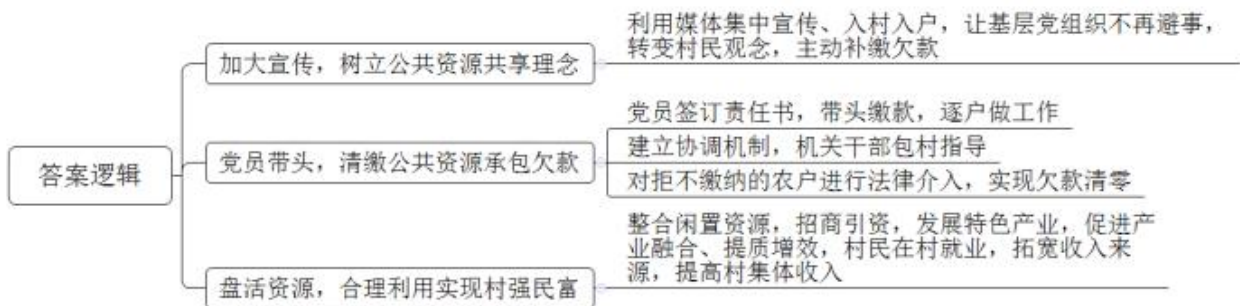 答案逻辑
加大宣传，树立公共资源共享理念
利用媒体集中宣传、入村入户，让基层党组织不再避事，
转变村民观念，主动补缴欠款
党员带头，清缴公共资源承包欠款
党员签订责任书，带头缴款，逐户做工作
建立协调机制，机关干部包村指导
对拒不缴纳的农户进行法律介入，实现欠款清零
盘活资源，合理利用实现村强民富
整合闲置资源，招商引资，发展特色产业，促进产
业融合、提质增效，村民在村就业，拓宽收入来
源，提高村集体收入